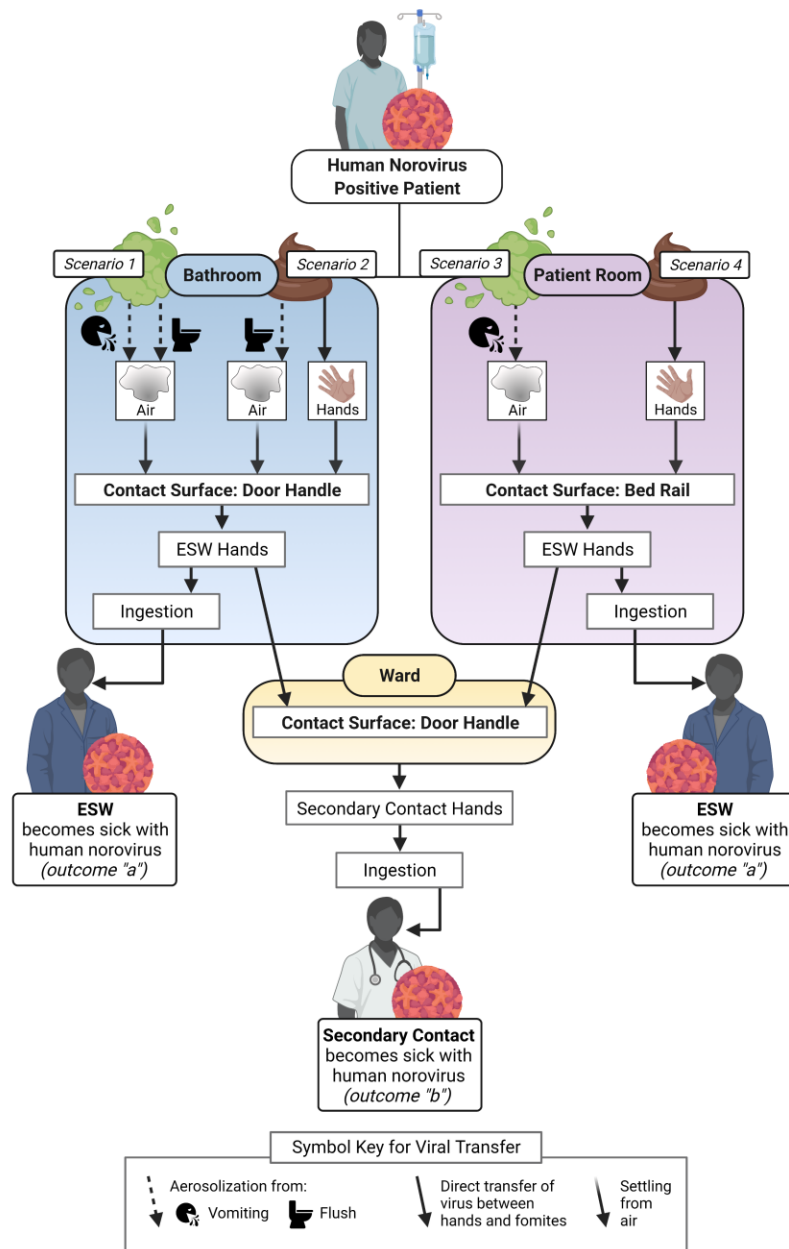 Human Norovirus
Positive Patient
Scenario 1
Bathroom
Scenario 2
Scenario 3
Patient Room
Scenario 4
Air
Air
Hands
Air
Hands
Contact Surface: Door Handle
Contact Surface: Bed Rail
ESW Hands
ESW Hands
Ingestion
Ingestion
Ward
Contact Surface: Door Handle
ESW
becomes sick with
human norovirus
(outcome "a")
Secondary Contact Hands
ESW
becomes sick with
human norovirus
(outcome "a")
Ingestion
Secondary Contact
becomes sick with
human norovirus
(outcome "b")
Symbol Key for Viral Transfer
Aerosolization from:
Vomiting
Flush
Direct transfer of
virus between
hands and fomites
Settling
from
air